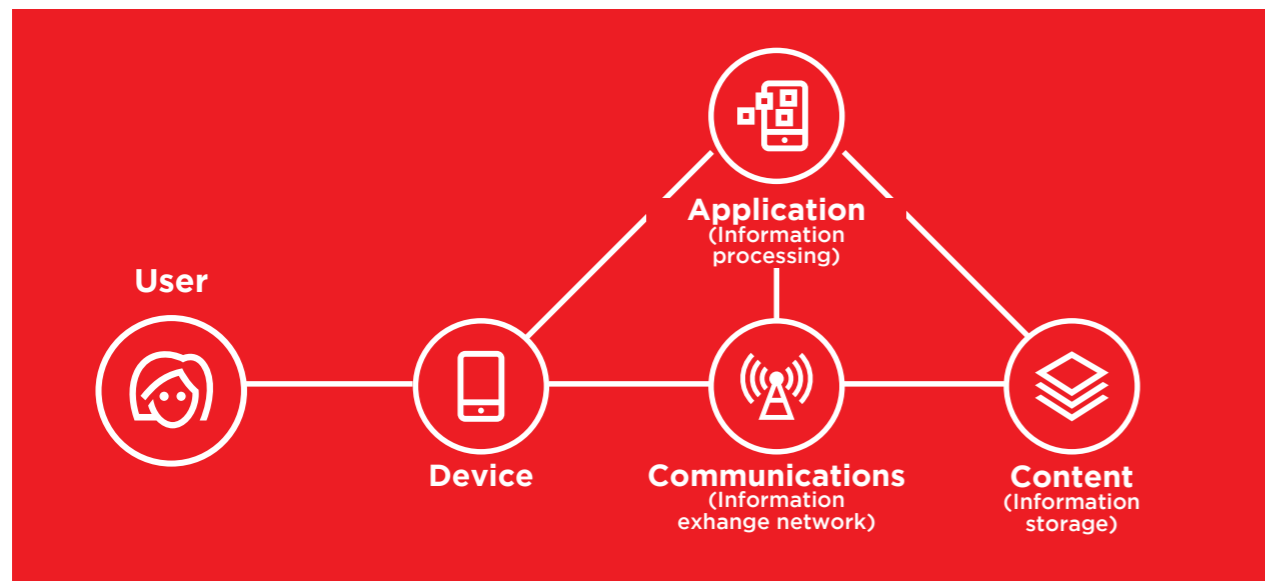 Application
(Information
processing)
User
Device
Communications
(Information
exhange network)
Content
(Information
storage)